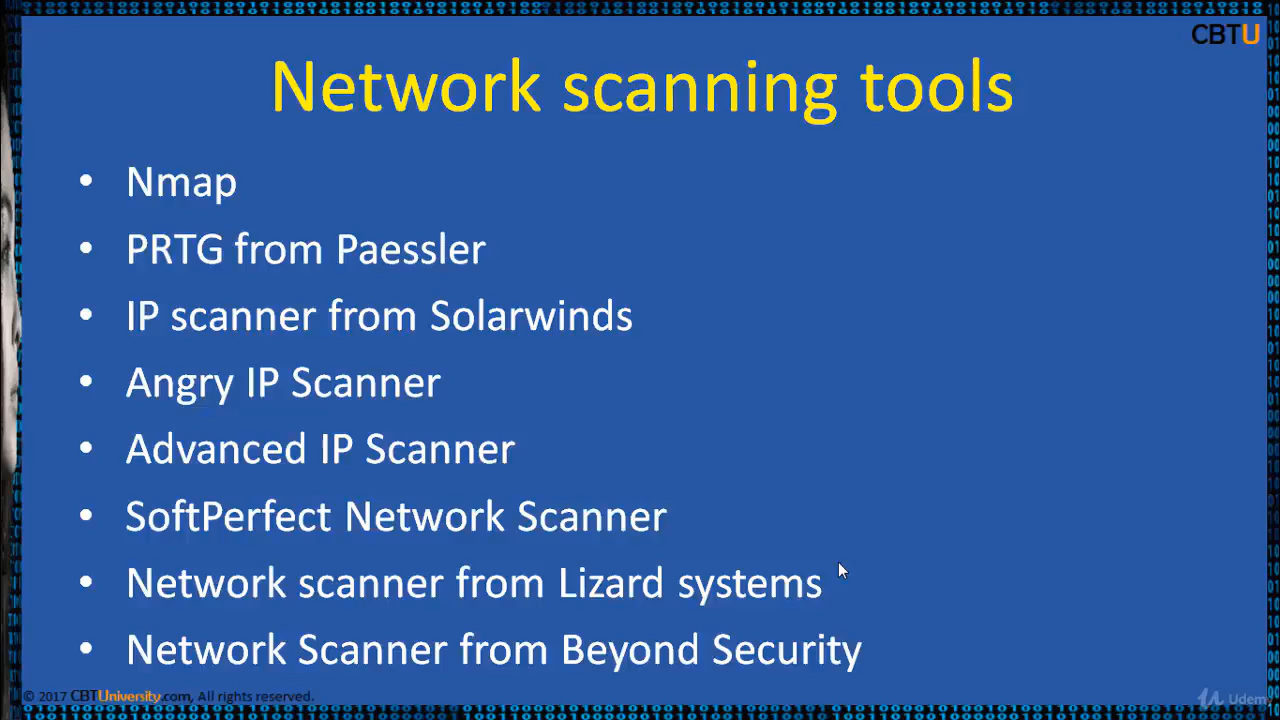 CBTU
Network scanning tools
• Nmap
• PRTG from Paessler
• IP scanner from Solarwinds
• Angry IP Scanner
• Advanced IP Scanner
• SoftPerfect Network Scanner
• Network scanner from Lizard systems
• Network Scanner from Beyond Security
© 2017 CBTUniversity.com, All rights reserved.
Udemy